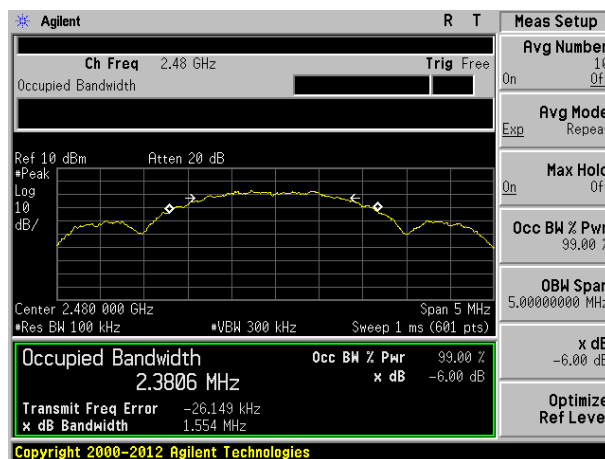 Agilent R T
Ch Freq 2.48 GHz Trig Free
Occupied Bandwidth
Ref 10 dBm Atten 20 dB
#Peak
Log
10
dB/
Center 2.480 000 GHz Span 5 MHz
#Res BW 100 kHz #VBW 300 kHz Sweep 1 ms (601 pts)
Occupied Bandwidth
2.3806 MHz
Occ BW % Pwr 99.00 %
x dB -6.00 dB
Transmit Freq Error -26.149 kHz
x dB Bandwidth 1.554 MHz
Copyright 2000-2012 Agilent Technologies
Meas Setup
Avg Number
10
On Of
Avg Mode
Exp Repeat
Max Hold
On Of
Occ BW % Pwr
99.00 %
OBW Span
5.00000000 MHz
x dB
-6.00 dB
Optimize
Ref Level